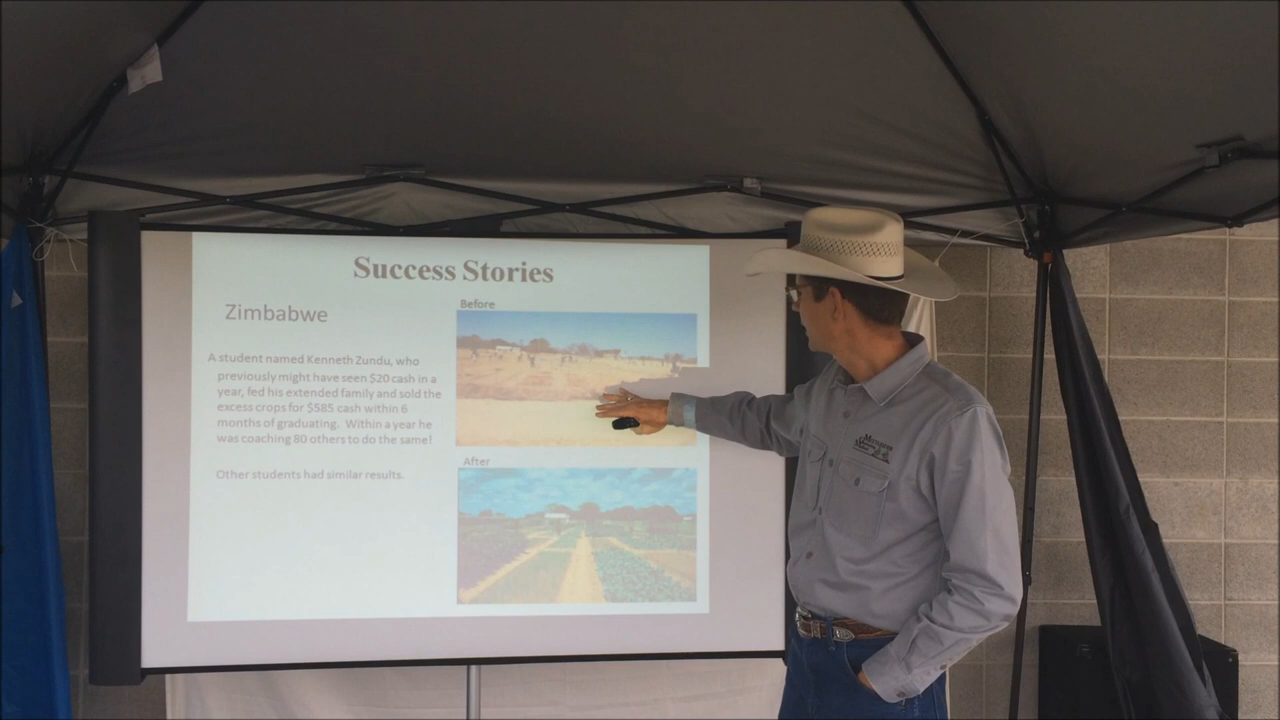 Success Stories
Zimbabwe
Before
A student named Kenneth Zundu, who
previously might have seen $20 cash in a
year, fed his extended family and sold the
excess crops for $585 cash within 6
months of graduating. Within a year he
was coaching 80 others to do the same!
Other students had similar results.
After